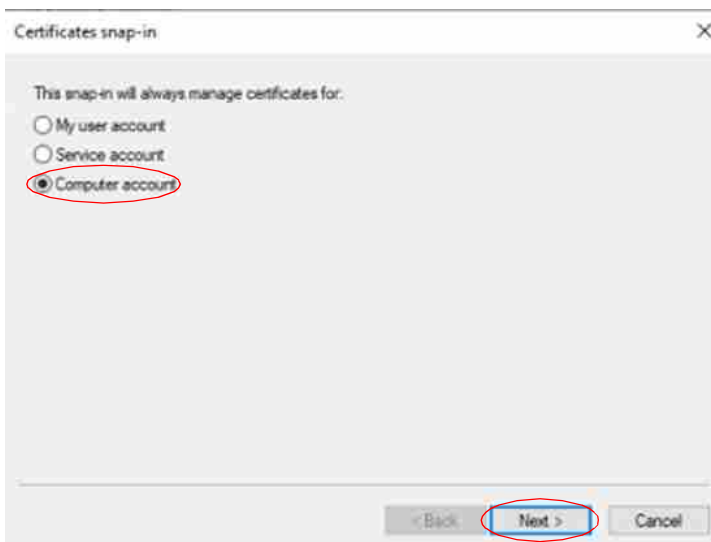 Certificates snap-in
This snap-in will always manage certificates for:
My user account
Service account
Computer account
< Back
Next >
Cancel